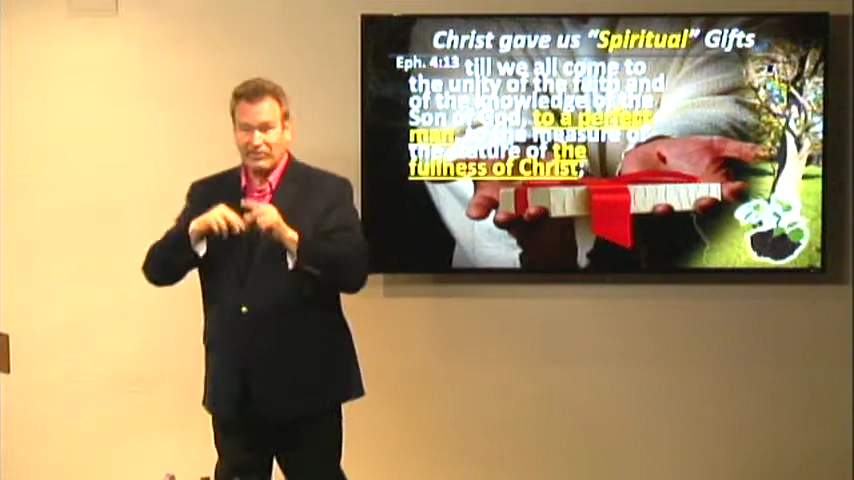 Christ gave us "Spiritual" Gifts
Eph. 4:13 till we all come to
the unity of the faith and
of the knowledge of the
Son of God, to a perfect
man, to the measure of
the stature of the
fullness of Christ;